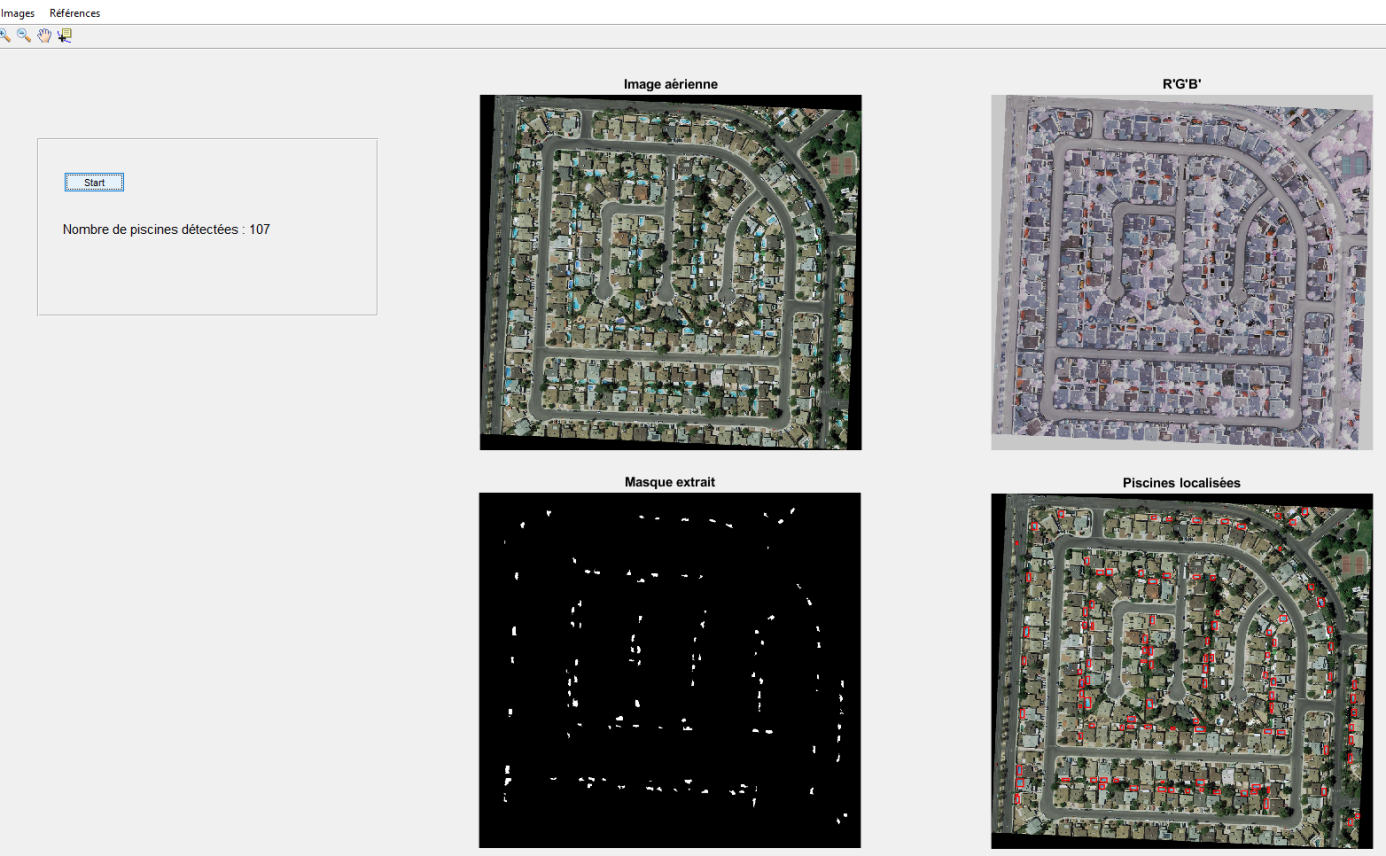 Images Références
Image aérienne
R'G'B'
Start
Nombre de piscines détectées : 107
Masque extrait
Piscines localisées